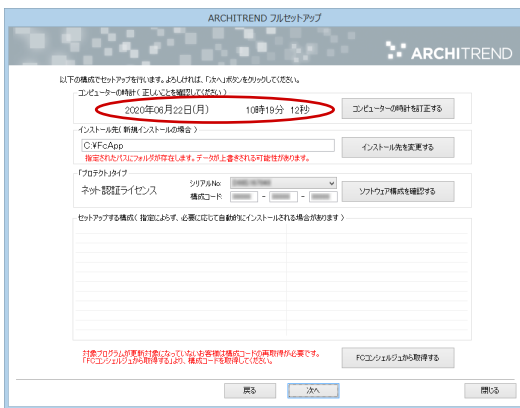 ARCHITREND フルセットアップ
ARCHITREND
以下の構成でセットアップを行います。よろしければ、「次へ」ボタンをクリックしてください。
コンピューターの時計( 正しいことを確認してください )
2020年06月22日(月) 10時19分 12秒
コンピューターの時計を訂正する
インストール先( 新規インストールの場合 )
C:¥FcApp
インストール先を変更する
指定されたパスにフォルダが存在します。データが上書きされる可能性があります。
「プロテクト」タイプ
ネット認証ライセンス
シリアルNo:
構成コード
- -
ソフトウェア構成を確認する
セットアップする構成( 指定によらず、必要に応じて自動的にインストールされる場合があります )
対象プログラムが更新対象になっていないお客様は構成コードの再取得が必要です。
「FCコンシェルジュから取得する」より、構成コードを取得してください。
FCコンシェルジュから取得する
戻る
次へ
閉じる